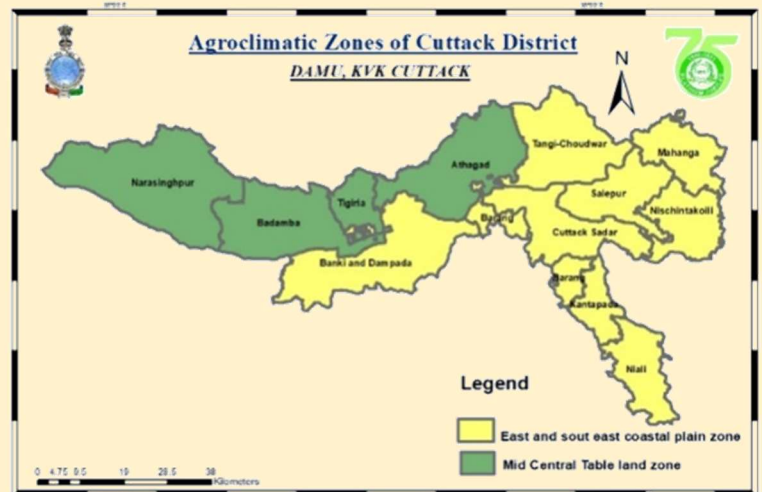 Agroclimatic Zones of Cuttack District
DAMU, KVK CUTTACK
N
75
Tangi-Choudwar
Mahanga
Athagad
Narasinghpur
Salepur
Tigiria
Nischintakoili
Badamba
Cuttack Sadar
Banki and Dampada
Barang
Kantapada
Niali
Legend
East and sout east coastal plain zone
Mid Central Table land zone
0 4.75 9.5 19 28.5 38
Kilometers